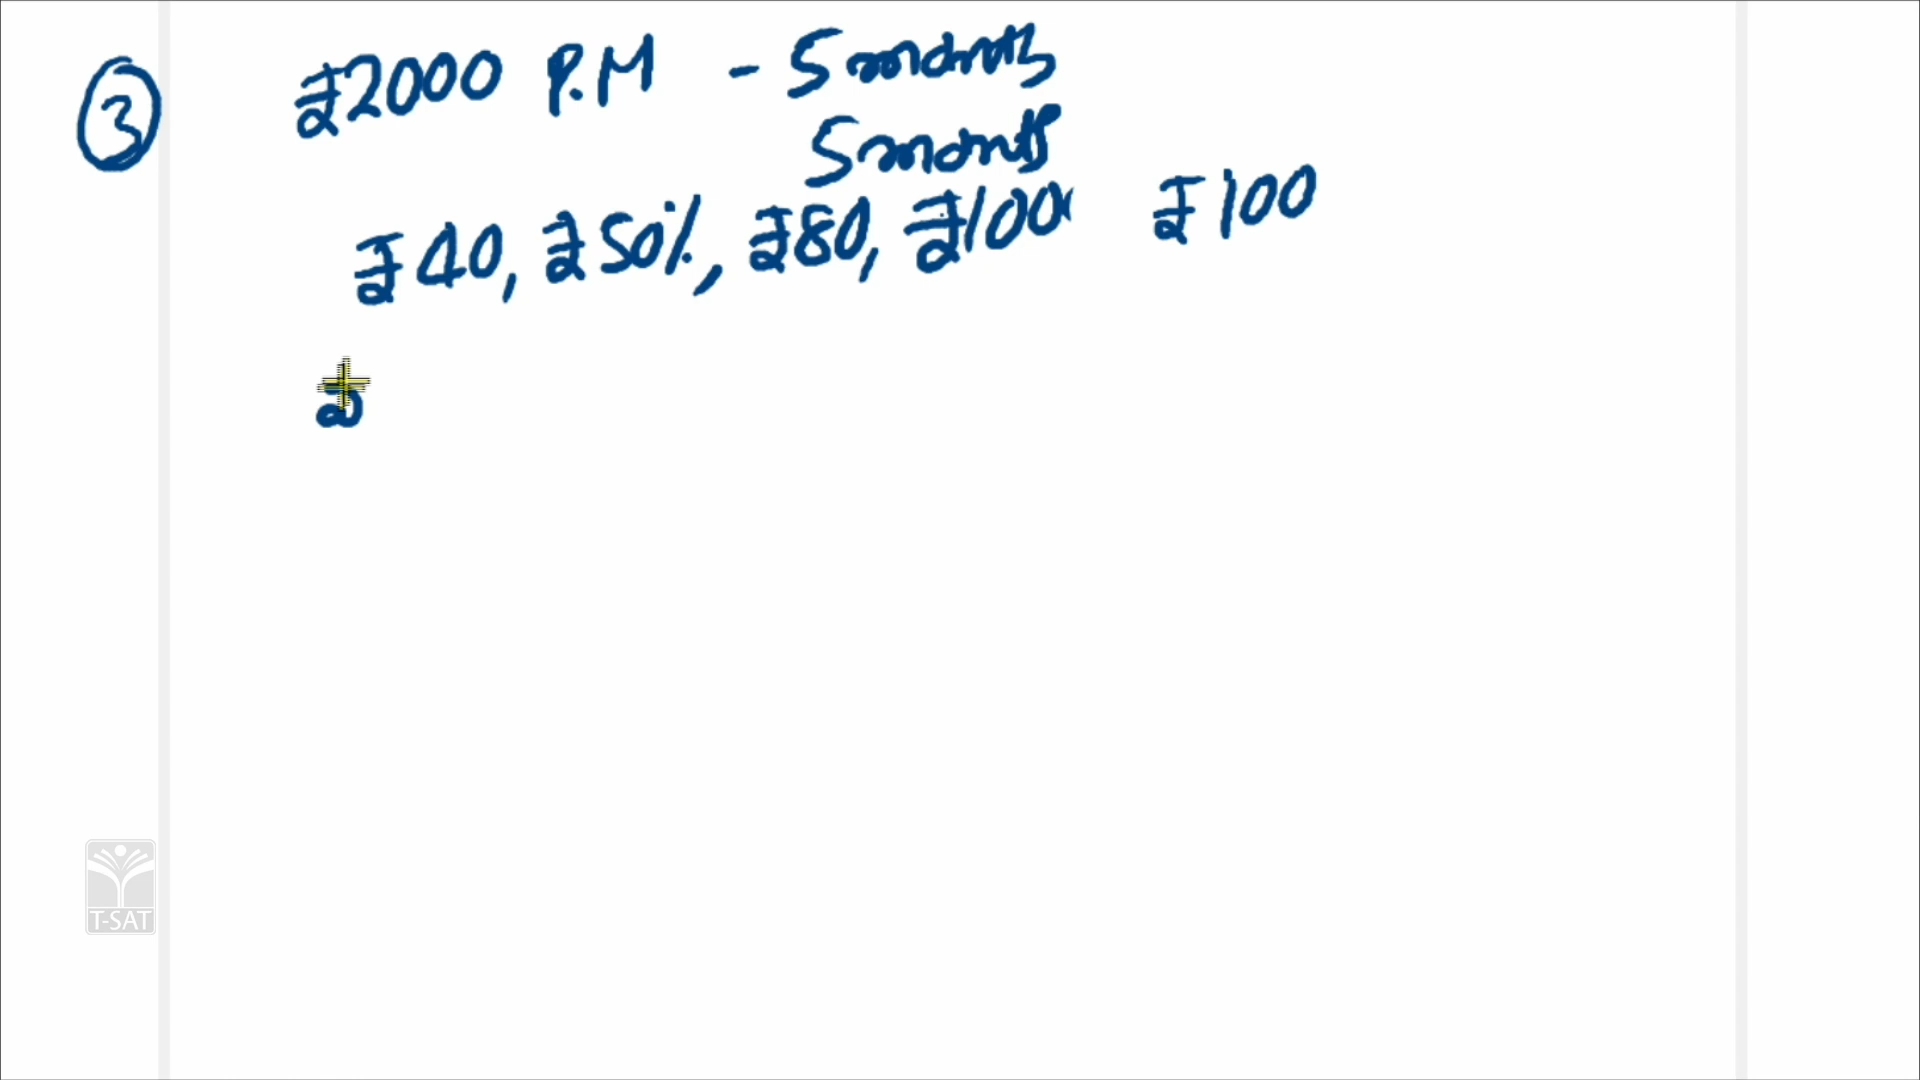 ③ ₹2000 P.M - 5 months
5 months
₹40, ₹50%, ₹80, ₹100 ₹100
T-SAT